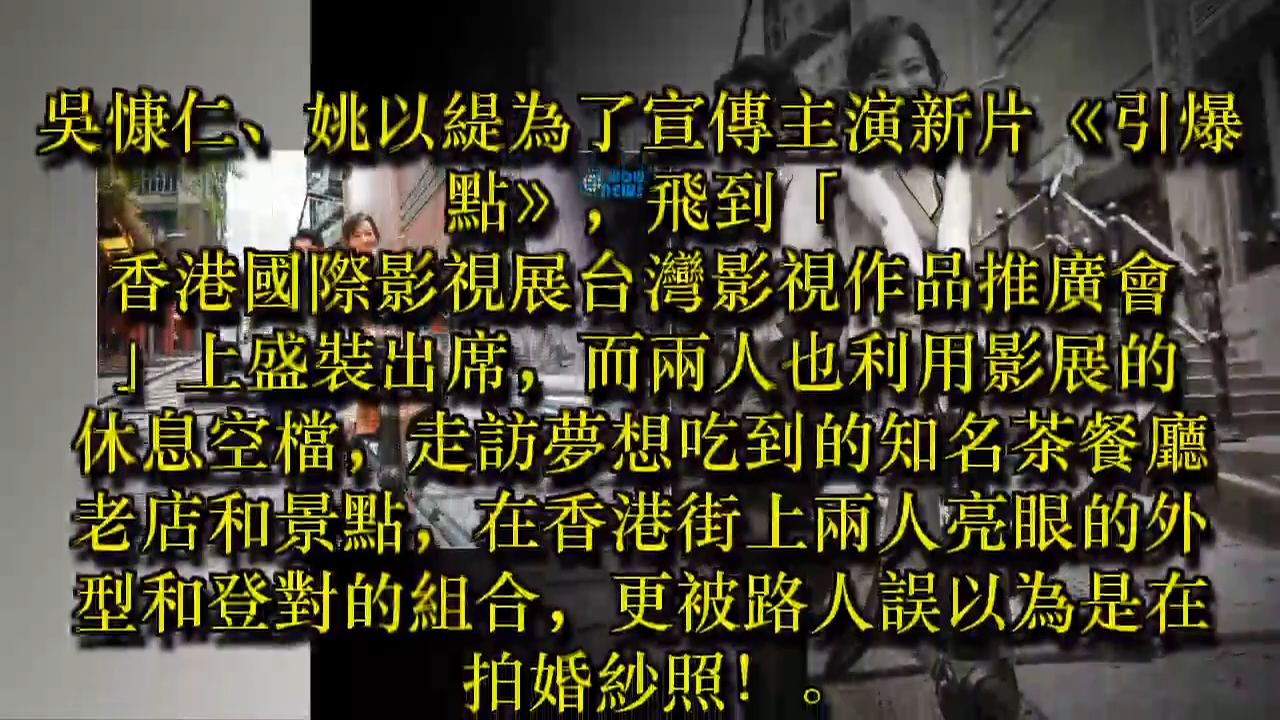 吳慷仁、姚以緹為了宣傳主演新片《引爆
點》，飛到「
香港國際影視展台灣影視作品推廣會
」上盛裝出席，而兩人也利用影展的
休息空檔，走訪夢想吃到的知名茶餐廳
老店和景點，在香港街上兩人亮眼的外
型和登對的組合，更被路人誤以為是在
拍婚紗照！。
WOW
NEWS